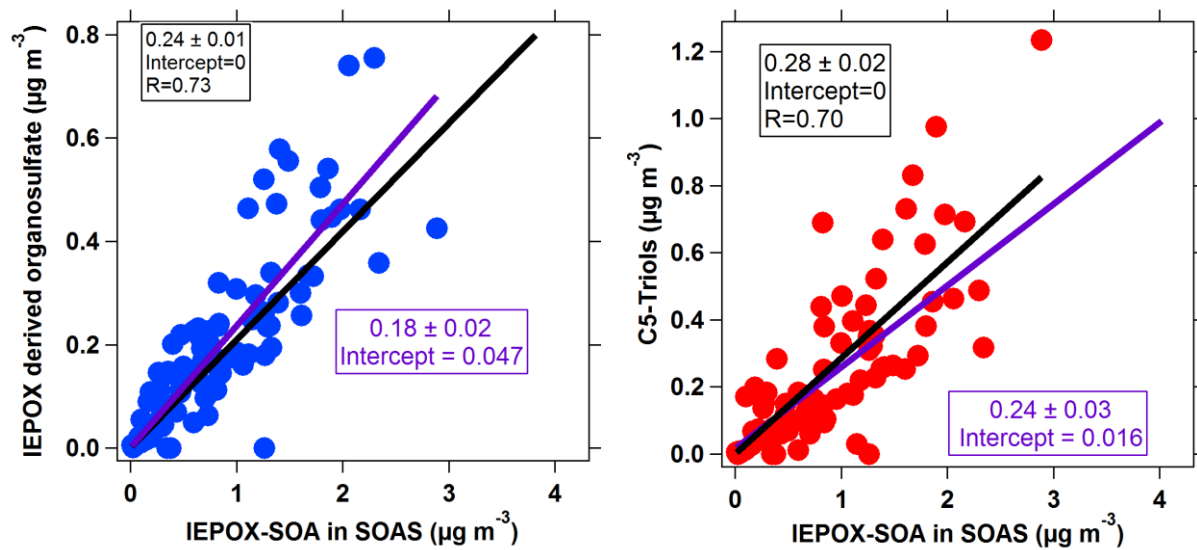 0.8
0.6
0.4
0.2
0.0
IEPOX derived organosulfate (µg m⁻³)
0.24 ± 0.01
Intercept=0
R=0.73
0.18 ± 0.02
Intercept = 0.047
0 1 2 3 4
IEPOX-SOA in SOAS (µg m⁻³)
1.2
1.0
0.8
0.6
0.4
0.2
0.0
C5-Triols (µg m⁻³)
0.28 ± 0.02
Intercept=0
R=0.70
0.24 ± 0.03
Intercept = 0.016
0 1 2 3 4
IEPOX-SOA in SOAS (µg m⁻³)